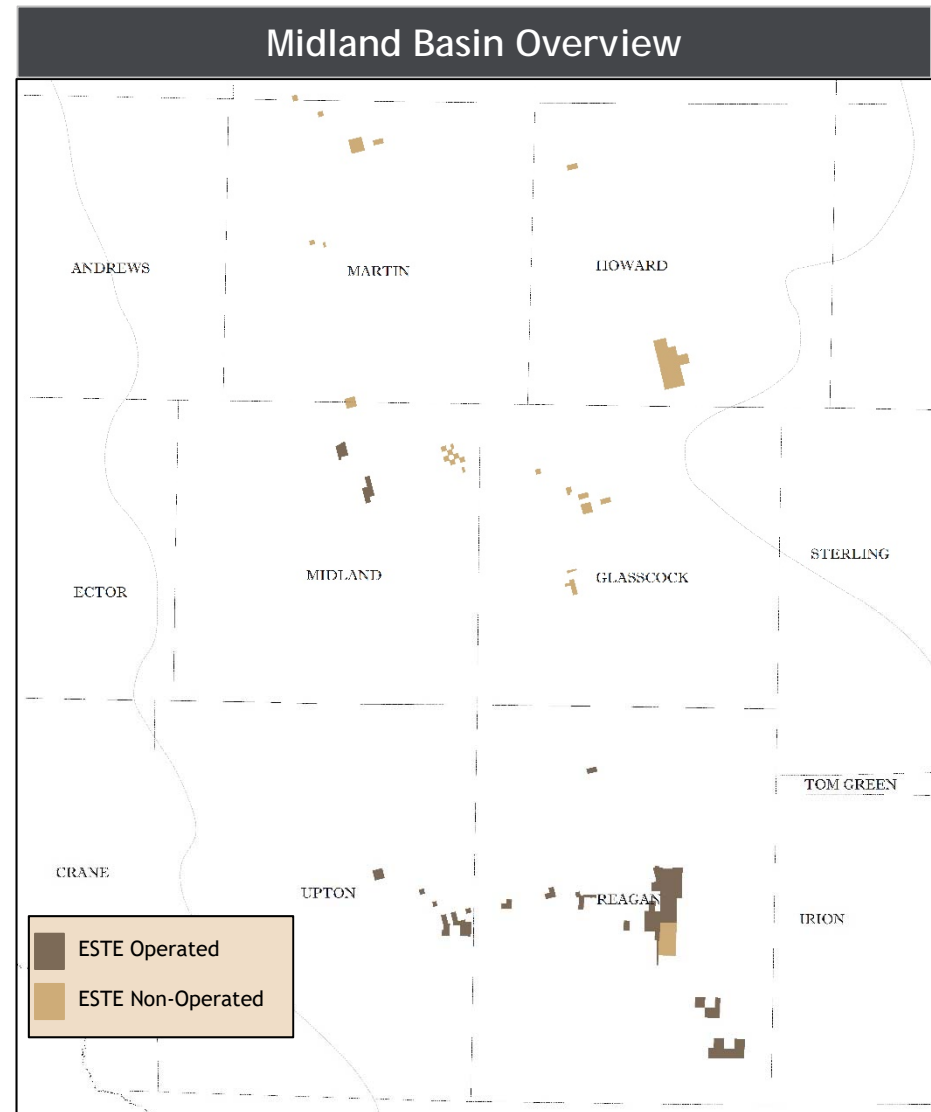 Midland Basin Overview
ANDREWS
MARTIN
HOWARD
ECTOR
MIDLAND
GLASSCOCK
STERLING
TOM GREEN
CRANE
UPTON
REAGAN
IRION
ESTE Operated
ESTE Non-Operated